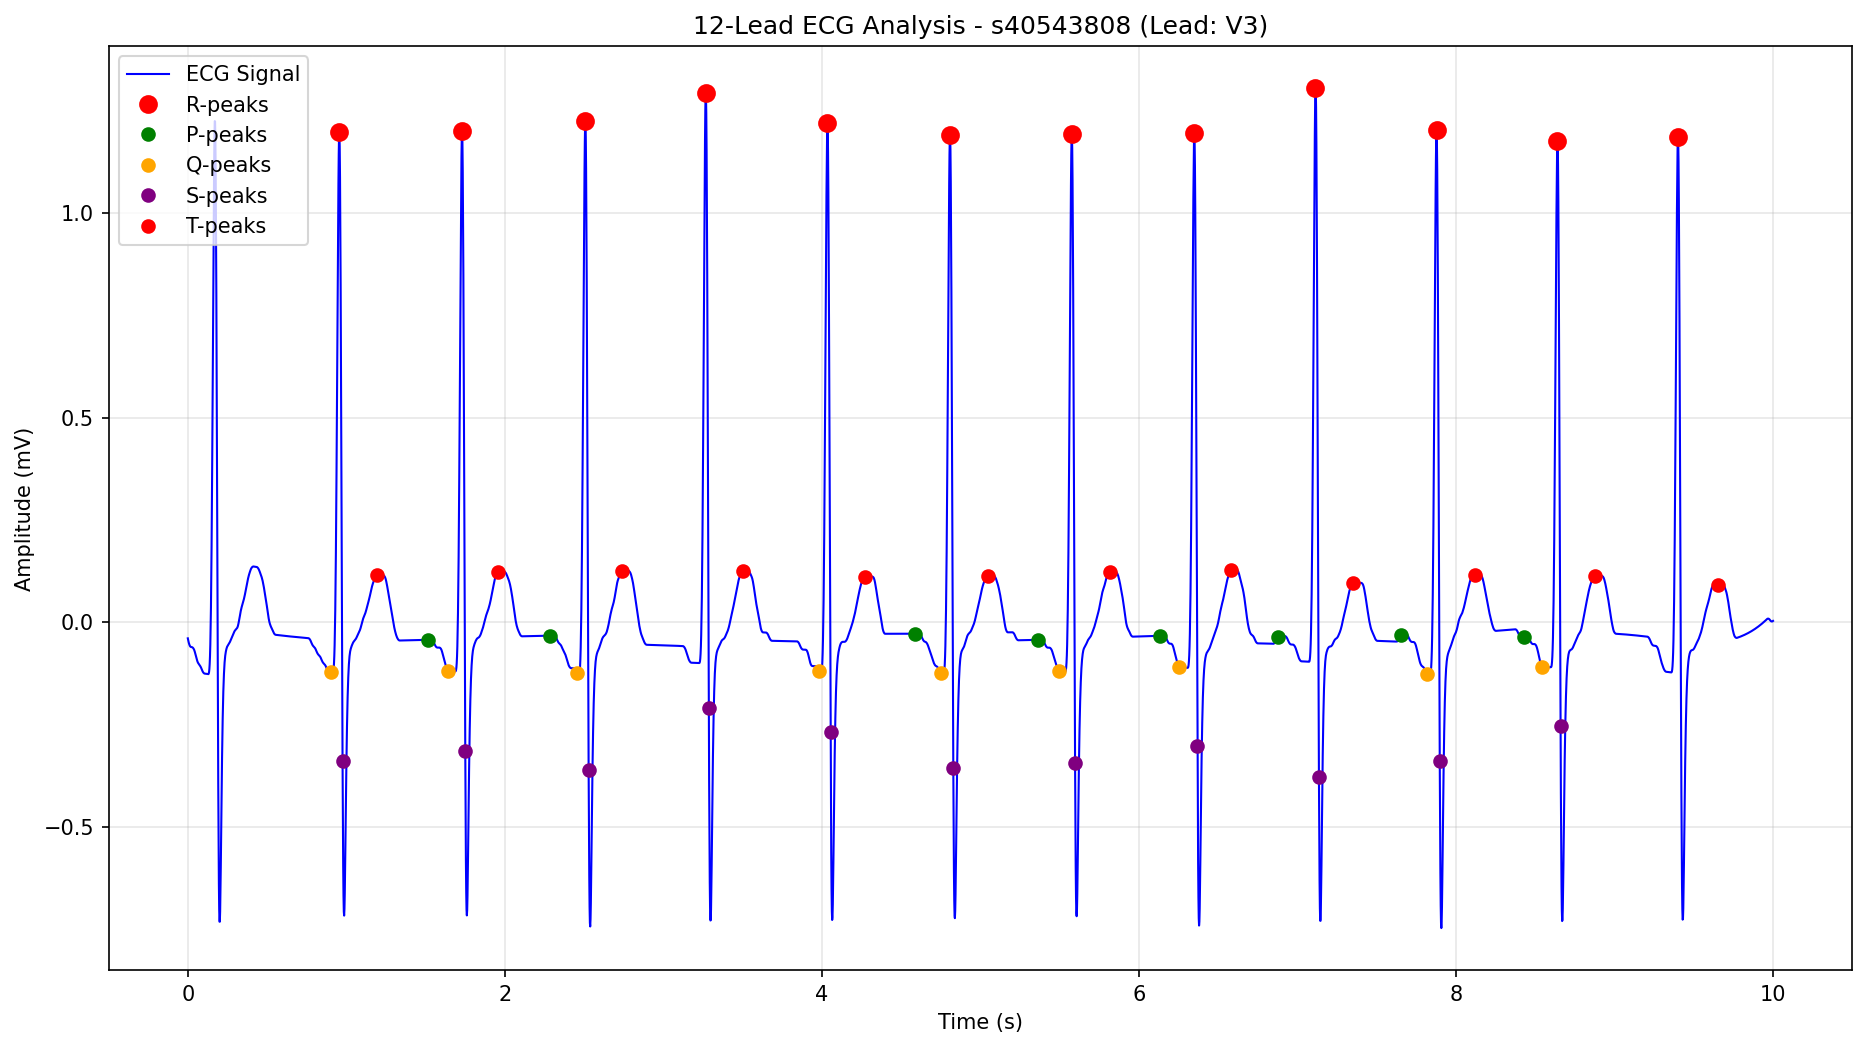 12-Lead ECG Analysis - s40543808 (Lead: V3)
ECG Signal
R-peaks
P-peaks
Q-peaks
S-peaks
T-peaks
1.0
0.5
0.0
−0.5
Amplitude (mV)
0 2 4 6 8 10
Time (s)